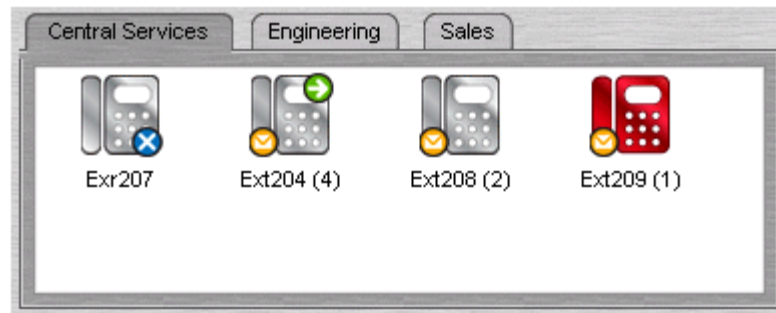 Central Services Engineering Sales
Exr207 Ext204 (4) Ext208 (2) Ext209 (1)